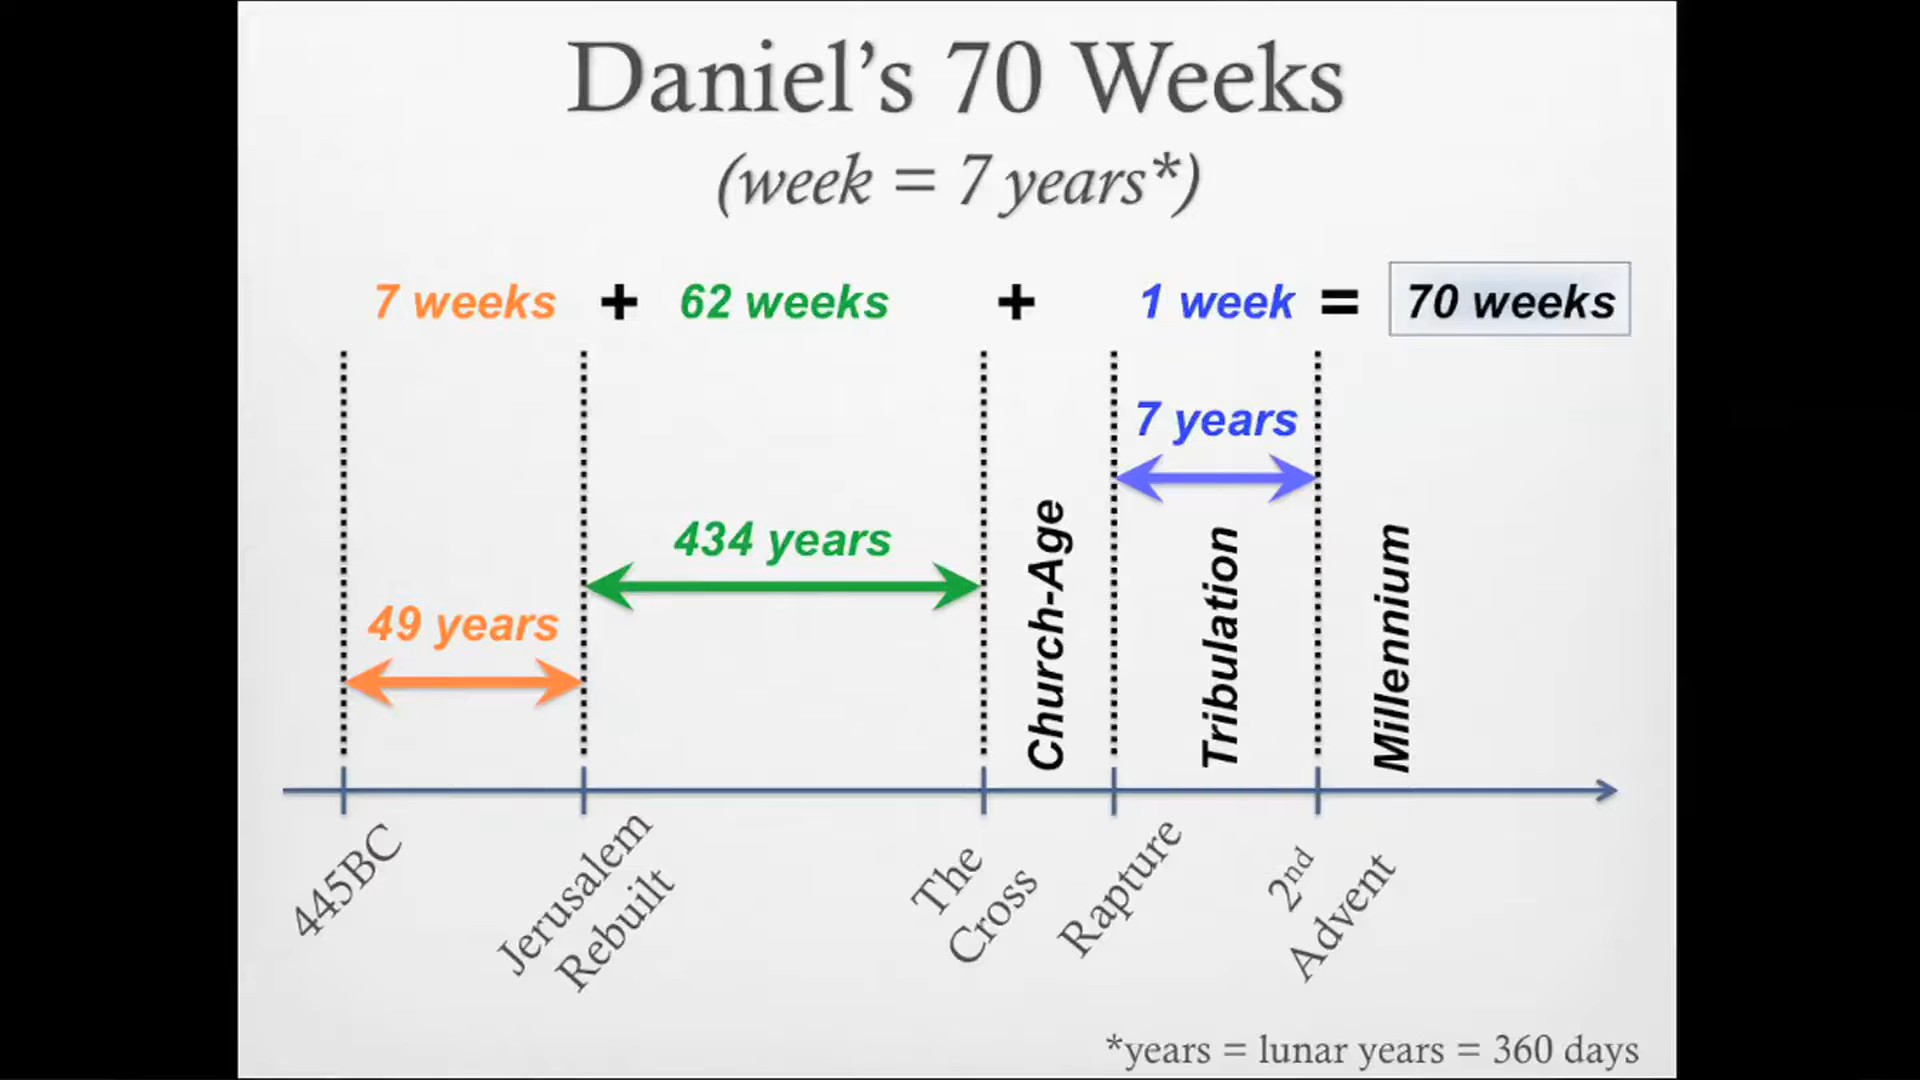 Daniel’s 70 Weeks
(week = 7 years*)
7 weeks + 62 weeks + 1 week = 70 weeks
7 years
434 years
49 years
Church-Age
Tribulation
Millennium
445BC
Jerusalem
Rebuilt
The
Cross
Rapture
2nd
Advent
*years = lunar years = 360 days